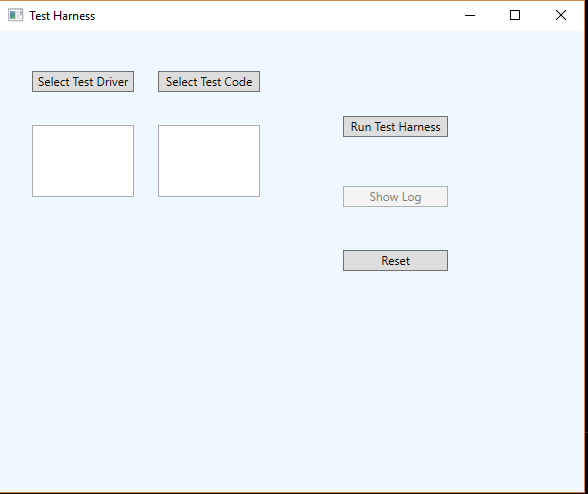 Test Harness
Select Test Driver
Select Test Code
Run Test Harness
Show Log
Reset